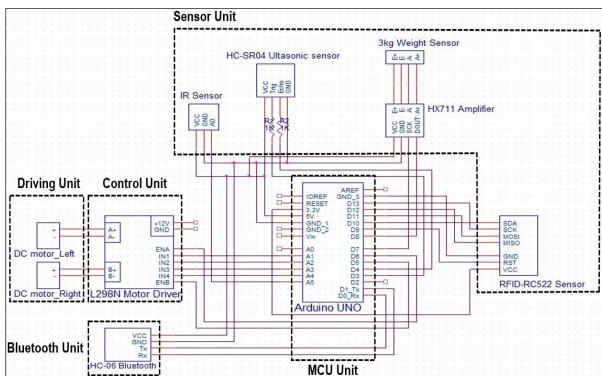 Sensor Unit
HC-SR04 Ultasonic sensor
VCC
Trig
Echo
GND
3kg Weight Sensor
E+
E-
A-
A+
IR Sensor
VCC
GND
A0
R1
1K
R2
1K
HX711 Amplifier
VCC
GND
SCK
DOUT
Driving Unit
DC motor_Left
+
-
DC motor_Right
+
-
Control Unit
A+
A-
B+
B-
+12V
GND
ENA
IN1
IN2
IN3
IN4
ENB
L298N Motor Driver
IOREF
RESET
3.3V
5V
GND_1
GND_2
Vin
A0
A1
A2
A3
A4
A5
AREF
GND_3
D13
D12
D11
D10
D9
D8
D7
D6
D5
D4
D3
D2
D1_Tx
D0_Rx
Arduino UNO
MCU Unit
SDA
SCK
MOSI
MISO
GND
RST
VCC
RFID-RC522 Sensor
Bluetooth Unit
VCC
GND
Tx
Rx
HC-06 Bluetooth